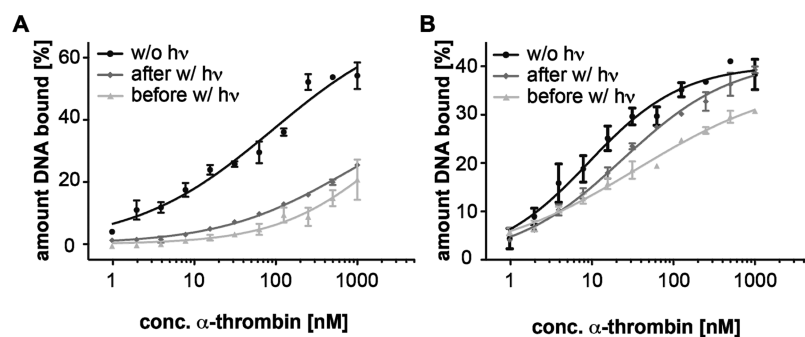 A
w/o hν
after w/ hν
before w/ hν
amount DNA bound [%]
60
40
20
0
1
10
100
1000
conc. α-thrombin [nM]
B
w/o hν
after w/ hν
before w/ hν
amount DNA bound [%]
40
30
20
10
0
1
10
100
1000
conc. α-thrombin [nM]